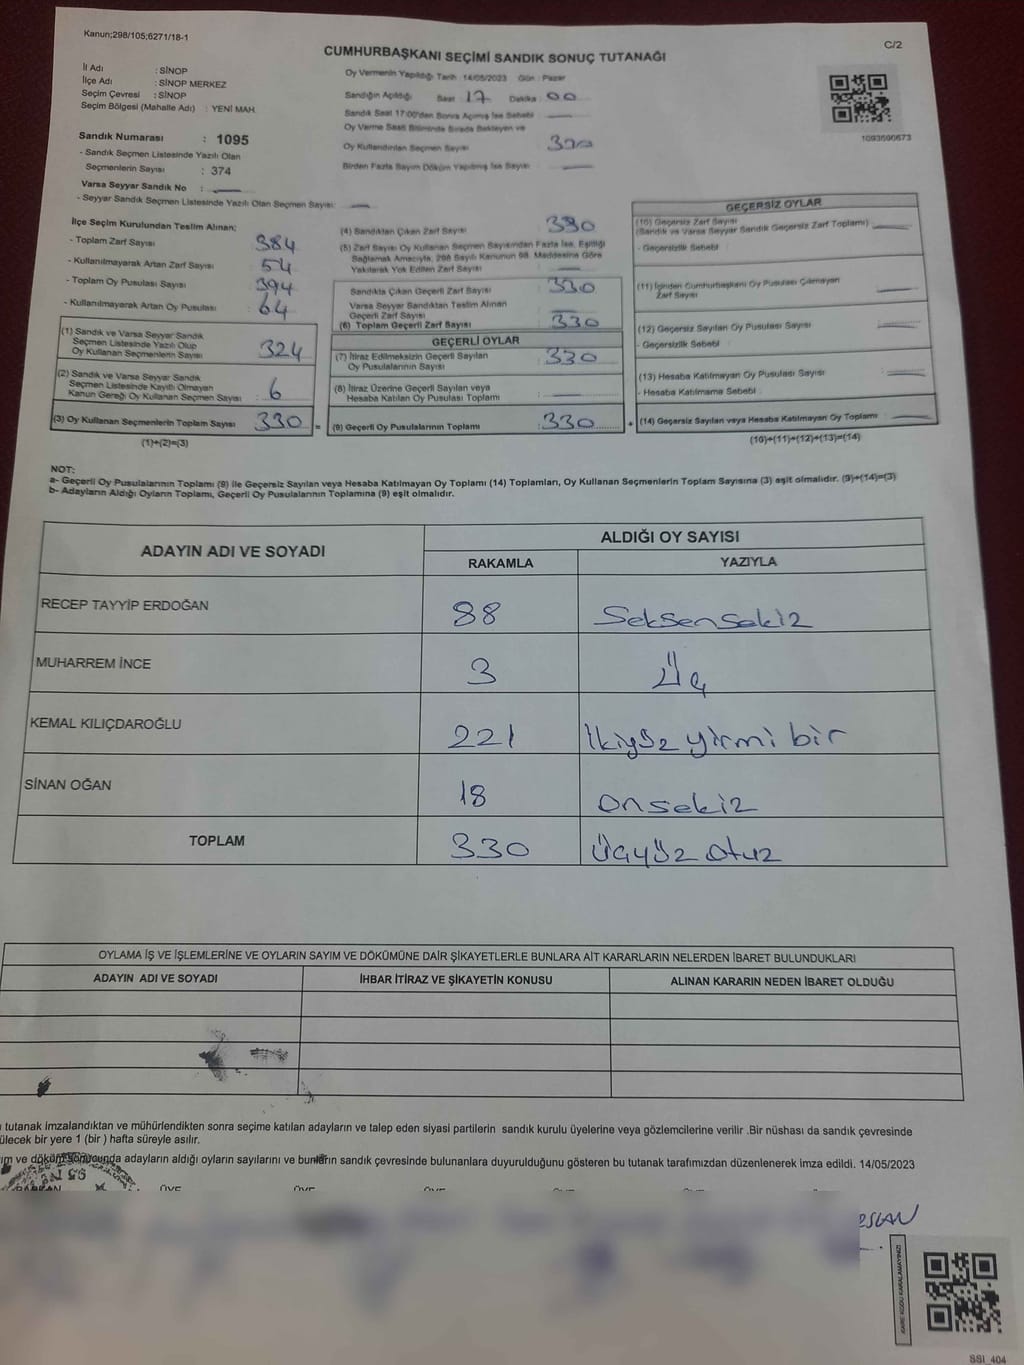 Kanun;298/105;6271/18-1
CUMHURBAŞKANI SEÇİMİ SANDIK SONUÇ TUTANAĞI
C/2
İl Adı : SİNOP
İlçe Adı : SİNOP MERKEZ
Seçim Çevresi : SİNOP
Seçim Bölgesi (Mahalle Adı) : YENİ MAH.
Sandık Numarası : 1095
- Sandık Seçmen Listesinde Yazılı Olan
Seçmenlerin Sayısı : 374
Varsa Seyyar Sandık No :
- Seyyar Sandık Seçmen Listesinde Yazılı Olan Seçmen Sayısı:
Oy Vermenin Yapıldığı Tarih : 14/05/2023 Gün : Pazar
Sandığın Açıldığı Saat : 17 Dakika : 00
Sandık Saat 17:00'den Sonra Açılmış İse Sebebi :
Oy Verme Saati Bitiminde Sırada Bekleyen ve
Oy Kullandırılan Seçmen Sayısı :
Birden Fazla Sayım Döküm Yapılmış İse Sayısı :
1093690673
İlçe Seçim Kurulundan Teslim Alınan;
- Toplam Zarf Sayısı : 384
- Kullanılmayarak Artan Zarf Sayısı : 54
- Toplam Oy Pusulası Sayısı : 394
- Kullanılmayarak Artan Oy Pusulası : 64
(1) Sandık ve Varsa Seyyar Sandık
Seçmen Listesinde Yazılı Olup
Oy Kullanan Seçmenlerin Sayısı : 324
(2) Sandık ve Varsa Seyyar Sandık
Seçmen Listesinde Kayıtlı Olmayan
Kanun Gereği Oy Kullanan Seçmen Sayısı : 6
(3) Oy Kullanan Seçmenlerin Toplam Sayısı : 330 =
(1)+(2)=(3)
(4) Sandıktan Çıkan Zarf Sayısı : 330
(5) Zarf Sayısı Oy Kullanan Seçmen Sayısından Fazla İse, Eşitliği
Sağlamak Amacıyla, 298 Sayılı Kanunun 98. Maddesine Göre
Yakılarak Yok Edilen Zarf Sayısı :
Sandıkta Çıkan Geçerli Zarf Sayısı : 330
Varsa Seyyar Sandıktan Teslim Alınan
Geçerli Zarf Sayısı :
(6) Toplam Geçerli Zarf Sayısı : 330
GEÇERLİ OYLAR
(7) İtiraz Edilmeksizin Geçerli Sayılan
Oy Pusulalarının Sayısı : 330
(8) İtiraz Üzerine Geçerli Sayılan veya
Hesaba Katılan Oy Pusulası Toplamı :
(9) Geçerli Oy Pusulalarının Toplamı : 330 +
GEÇERSİZ OYLAR
(10) Geçersiz Zarf Sayısı
(Sandık ve Varsa Seyyar Sandık Geçersiz Zarf Toplamı) :
- Geçersizlik Sebebi :
(11) İçinden Cumhurbaşkanı Oy Pusulası Çıkmayan
Zarf Sayısı :
(12) Geçersiz Sayılan Oy Pusulası Sayısı :
- Geçersizlik Sebebi :
(13) Hesaba Katılmayan Oy Pusulası Sayısı :
- Hesaba Katılmama Sebebi :
(14) Geçersiz Sayılan veya Hesaba Katılmayan Oy Toplamı :
(10)+(11)+(12)+(13)=(14)
NOT:
a- Geçerli Oy Pusulalarının Toplamı (9) ile Geçersiz Sayılan veya Hesaba Katılmayan Oy Toplamı (14) Toplamları, Oy Kullanan Seçmenlerin Toplam Sayısına (3) eşit olmalıdır. (9)+(14)=(3)
b- Adayların Aldığı Oyların Toplamı, Geçerli Oy Pusulalarının Toplamına (9) eşit olmalıdır.
ADAYIN ADI VE SOYADI
ALDIĞI OY SAYISI
RAKAMLA YAZIYLA
RECEP TAYYİP ERDOĞAN 88 Seksensekiz
MUHARREM İNCE 3 Üç
KEMAL KILIÇDAROĞLU 221 İkiyüz yirmi bir
SİNAN OĞAN 18 onsekiz
TOPLAM 330 Üçyüz otuz
OYLAMA İŞ VE İŞLEMLERİNE VE OYLARIN SAYIM VE DÖKÜMÜNE DAİR ŞİKAYETLERLE BUNLARA AİT KARARLARIN NELERDEN İBARET BULUNDUKLARI
ADAYIN ADI VE SOYADI İHBAR İTİRAZ VE ŞİKAYETİN KONUSU ALINAN KARARIN NEDEN İBARET OLDUĞU
tutanak imzalandıktan ve mühürlendikten sonra seçime katılan adayların ve talep eden siyasi partilerin sandık kurulu üyelerine veya gözlemcilerine verilir .Bir nüshası da sandık çevresinde
ülecek bir yere 1 (bir ) hafta süreyle asılır.
ım ve döküm sonucunda adayların aldığı oyların sayılarını ve bunların sandık çevresinde bulunanlara duyurulduğunu gösteren bu tutanak tarafımızdan düzenlenerek imza edildi. 14/05/2023
BAŞKAN ÜYE ÜYE ÜYE
KARE KODU KARALAMAYINIZ!
SSI_404